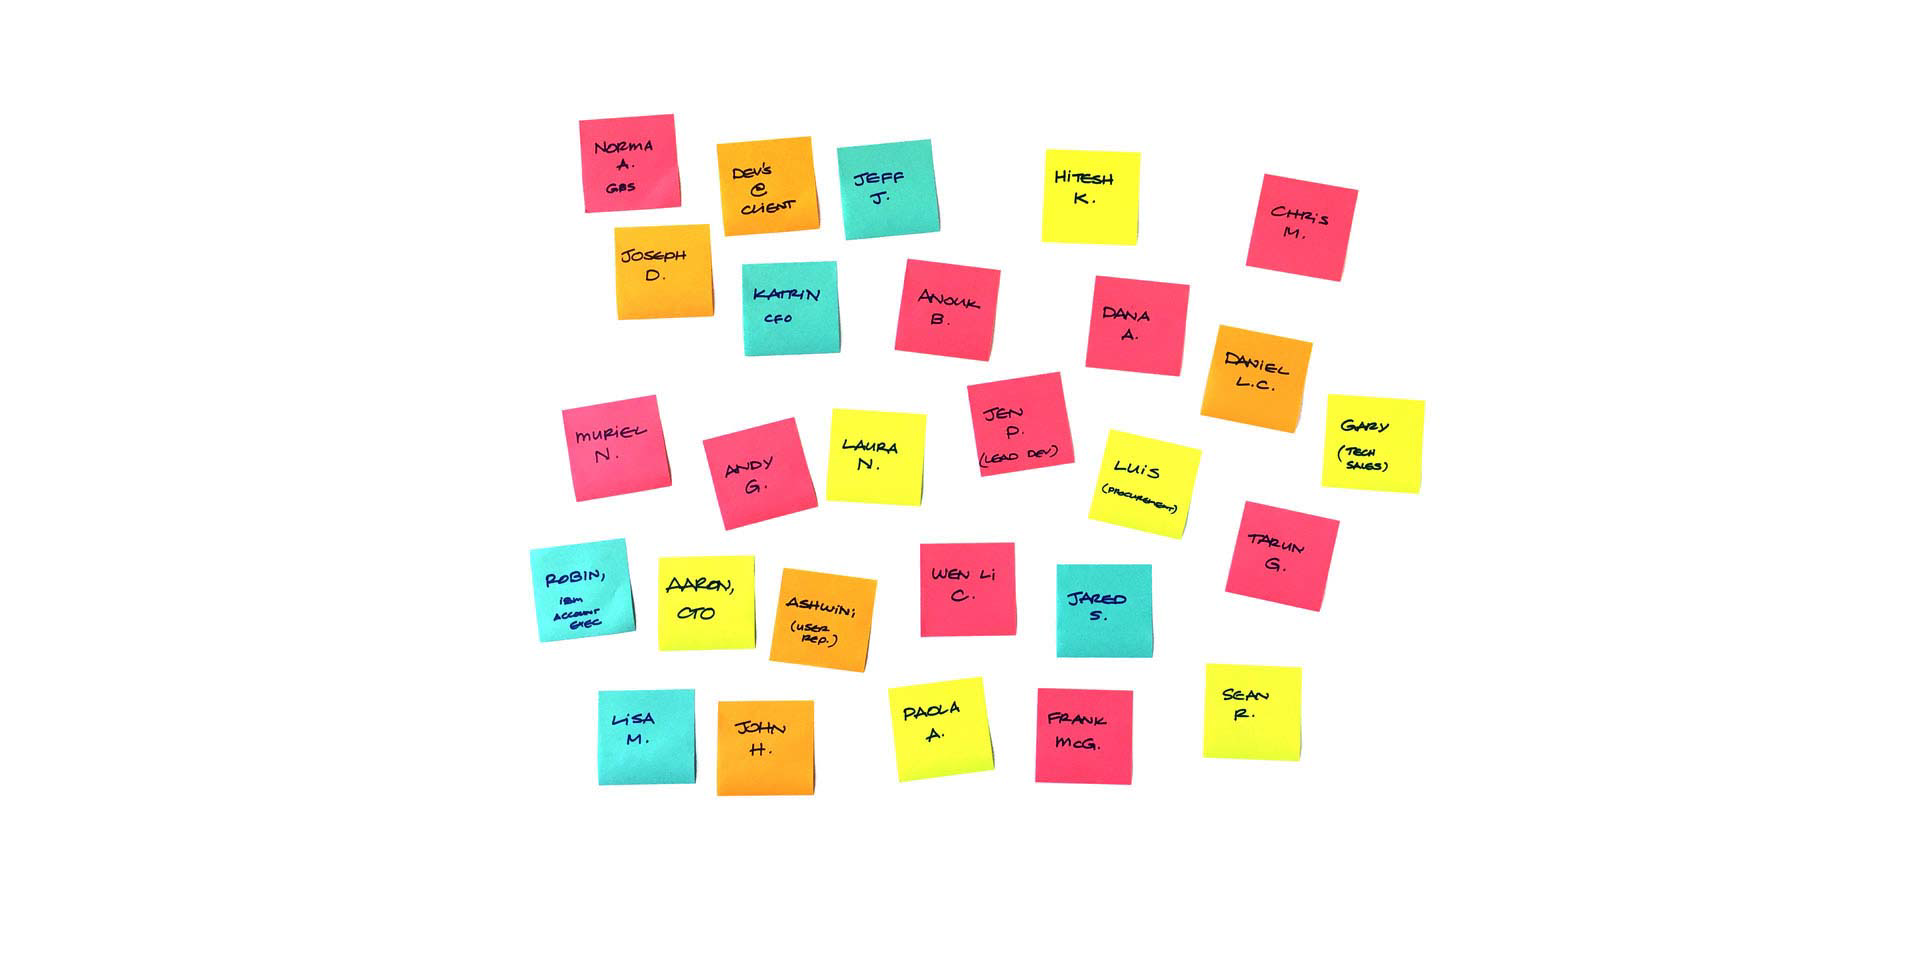 NORMA
A.
GBS
DEV'S
@
CLIENT
JEFF
J.
HITESH
K.
CHRIS
M.
JOSEPH
D.
KATRIN
CFO
ANOUK
B.
DANA
A.
DANIEL
L.C.
MURIEL
N.
ANDY
G.
LAURA
N.
JEN
P.
(LEAD DEV)
LUIS
(PROCUREMENT)
GARY
(TECH
SALES)
TARUN
G.
ROBIN,
IBM
ACCOUNT
EXEC
AARON,
CTO
ASHWIN;
(USER
REP.)
WEN Li
C.
JARED
S.
LISA
M.
JOHN
H.
PAOLA
A.
FRANK
McG.
SEAN
R.